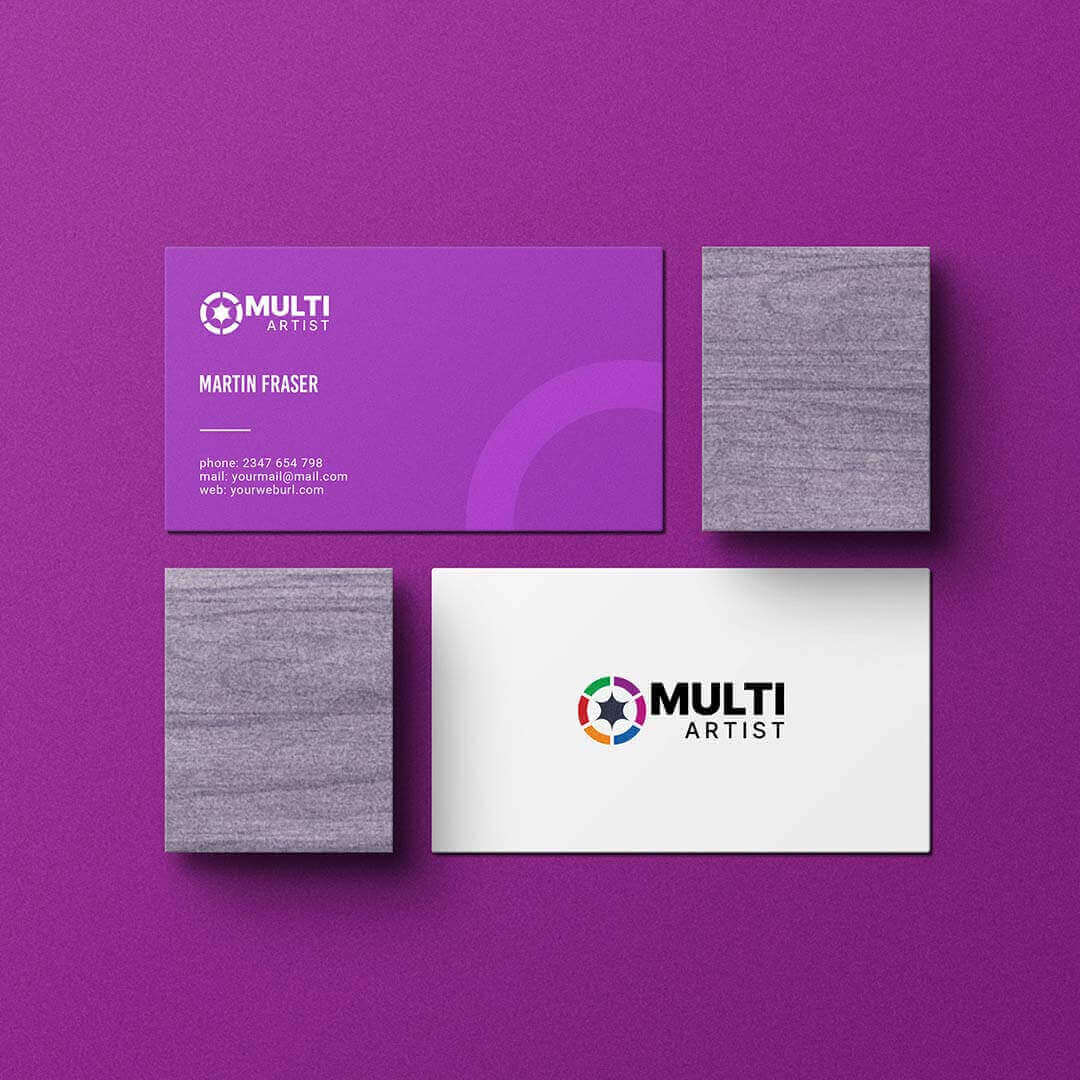 MULTI
ARTIST
MARTIN FRASER
phone: 2347 654 798
mail: yourmail@mail.com
web: yourweburl.com
MULTI
ARTIST